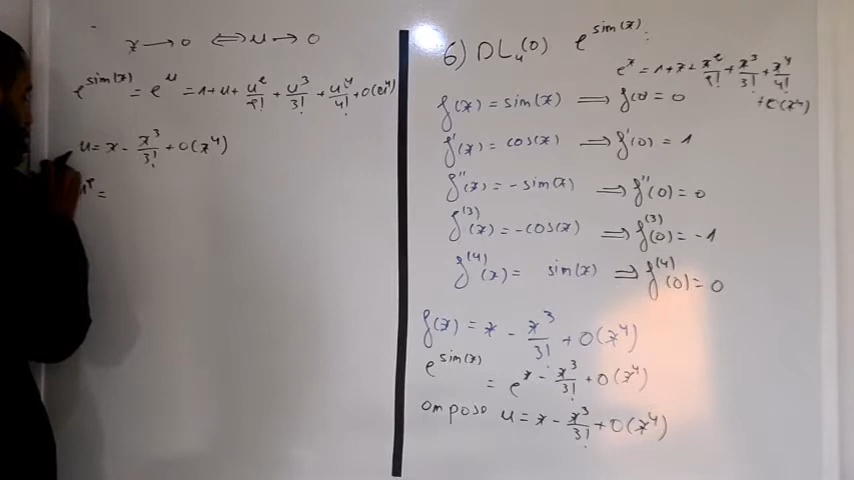 x → 0 ⟺ u → 0
e^sin(x) = e^u = 1 + u + u²/2! + u³/3! + u⁴/4! + o(u⁴)
u = x - x³/3! + o(x⁴)
u² =
6) DL₄(0) e^sin(x) :
e^x = 1 + x + x²/2! + x³/3! + x⁴/4! + o(x⁴)
f(x) = sin(x) ⟹ f(0) = 0
f'(x) = cos(x) ⟹ f'(0) = 1
f''(x) = -sin(x) ⟹ f''(0) = 0
f^(3)(x) = -cos(x) ⟹ f^(3)(0) = -1
f^(4)(x) = sin(x) ⟹ f^(4)(0) = 0
f(x) = x - x³/3! + o(x⁴)
e^sin(x) = e^x - x³/3! + o(x⁴)
on pose u = x - x³/3! + o(x⁴)